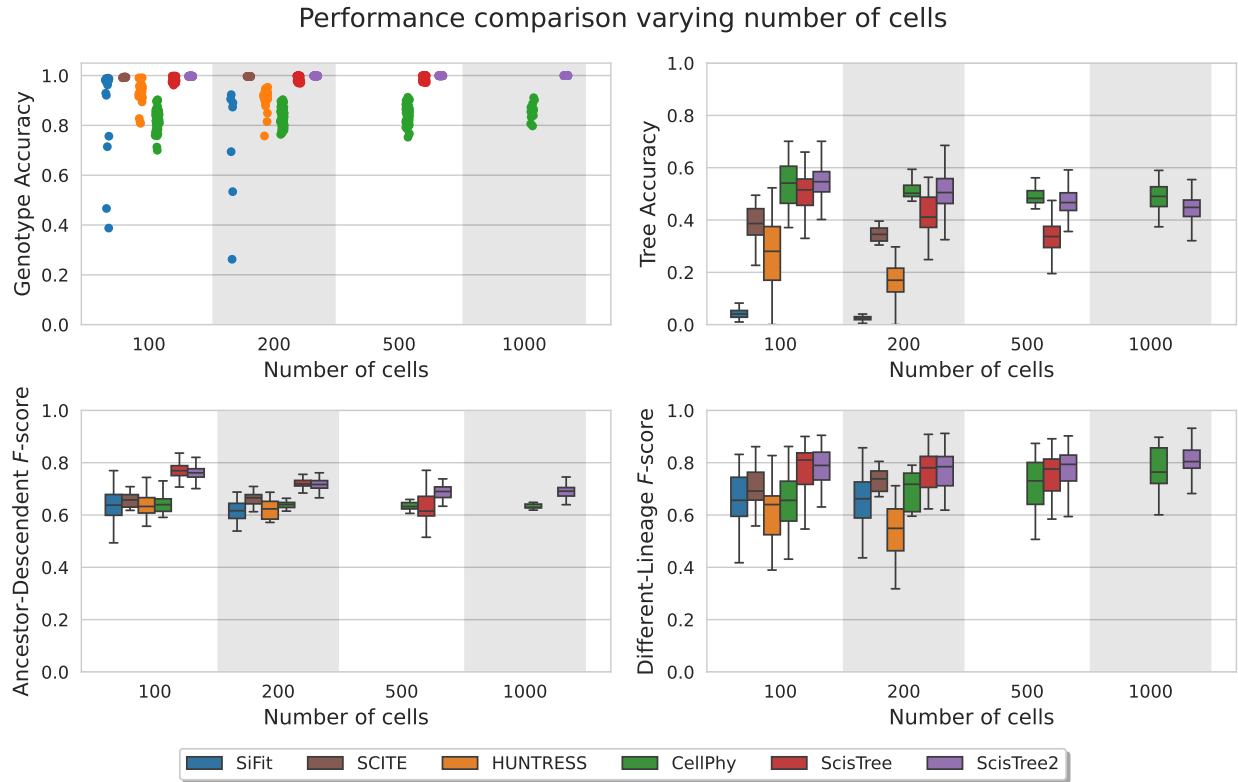 Performance comparison varying number of cells
Genotype Accuracy
1.0
0.8
0.6
0.4
0.2
0.0
100 200 500 1000
Number of cells
Tree Accuracy
1.0
0.8
0.6
0.4
0.2
0.0
100 200 500 1000
Number of cells
Ancestor-Descendent F-score
1.0
0.8
0.6
0.4
0.2
0.0
100 200 500 1000
Number of cells
Different-Lineage F-score
1.0
0.8
0.6
0.4
0.2
0.0
100 200 500 1000
Number of cells
SiFit SCITE HUNTRESS CellPhy ScisTree ScisTree2